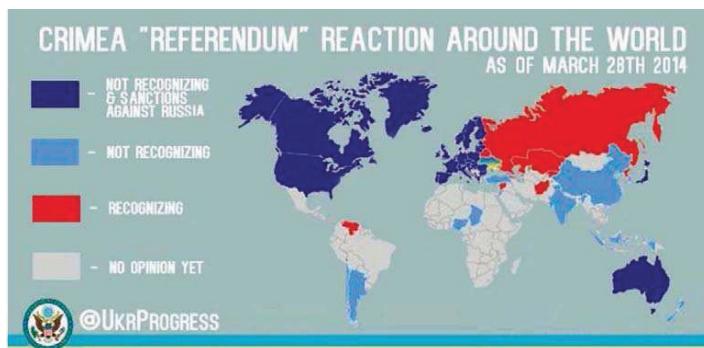 CRIMEA "REFERENDUM" REACTION AROUND THE WORLD
AS OF MARCH 28TH 2014
- NOT RECOGNIZING
& SANCTIONS
AGAINST RUSSIA
- NOT RECOGNIZING
- RECOGNIZING
- NO OPINION YET
@UKRPROGRESS